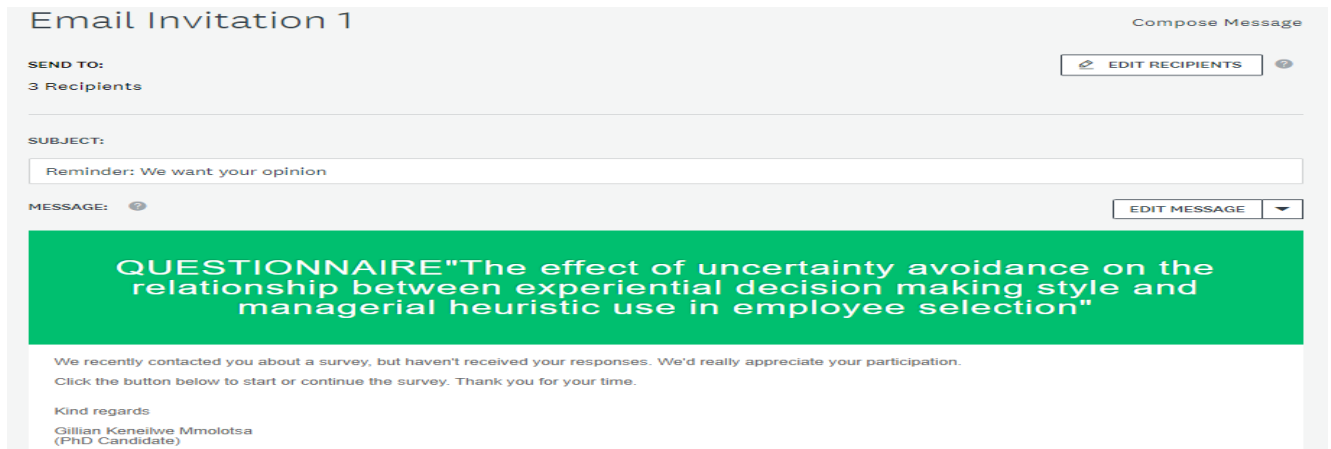 Email Invitation 1
Compose Message
SEND TO:
EDIT RECIPIENTS
3 Recipients
SUBJECT:
Reminder: We want your opinion
MESSAGE:
EDIT MESSAGE
QUESTIONNAIRE"The effect of uncertainty avoidance on the
relationship between experiential decision making style and
managerial heuristic use in employee selection"
We recently contacted you about a survey, but haven't received your responses. We'd really appreciate your participation.
Click the button below to start or continue the survey. Thank you for your time.
Kind regards
Gillian Keneilwe Mmolotsa
(PhD Candidate)